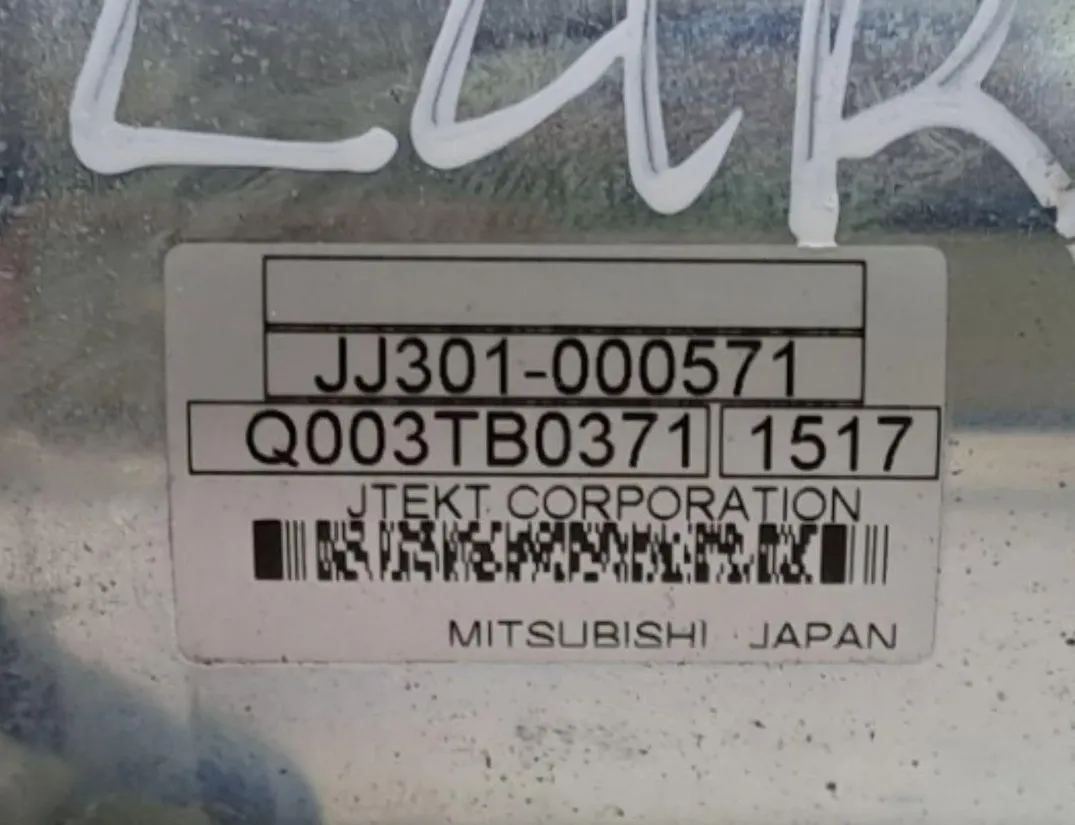 JJ301-000571
Q003TB0371 1517
JTEKT CORPORATION
MITSUBISHI JAPAN